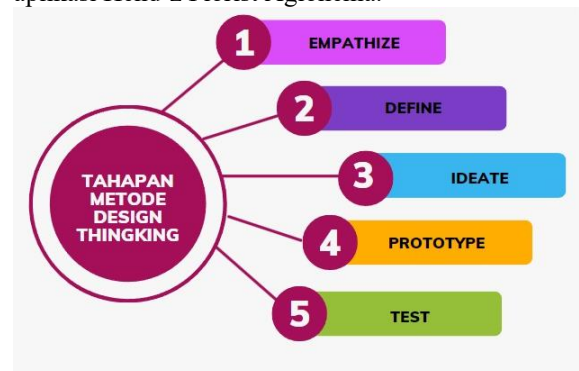 1
EMPATHIZE
2
DEFINE
3
IDEATE
4
PROTOTYPE
5
TEST
TAHAPAN
METODE
DESIGN
THINGKING